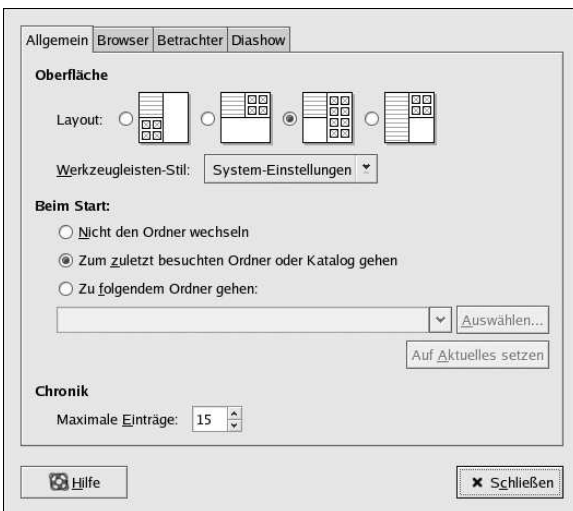 Allgemein Browser Betrachter Diashow
Oberfläche
Layout:
Werkzeugleisten-Stil: System-Einstellungen
Beim Start:
Nicht den Ordner wechseln
Zum zuletzt besuchten Ordner oder Katalog gehen
Zu folgendem Ordner gehen:
Auswählen...
Auf Aktuelles setzen
Chronik
Maximale Einträge: 15
Hilfe Schließen